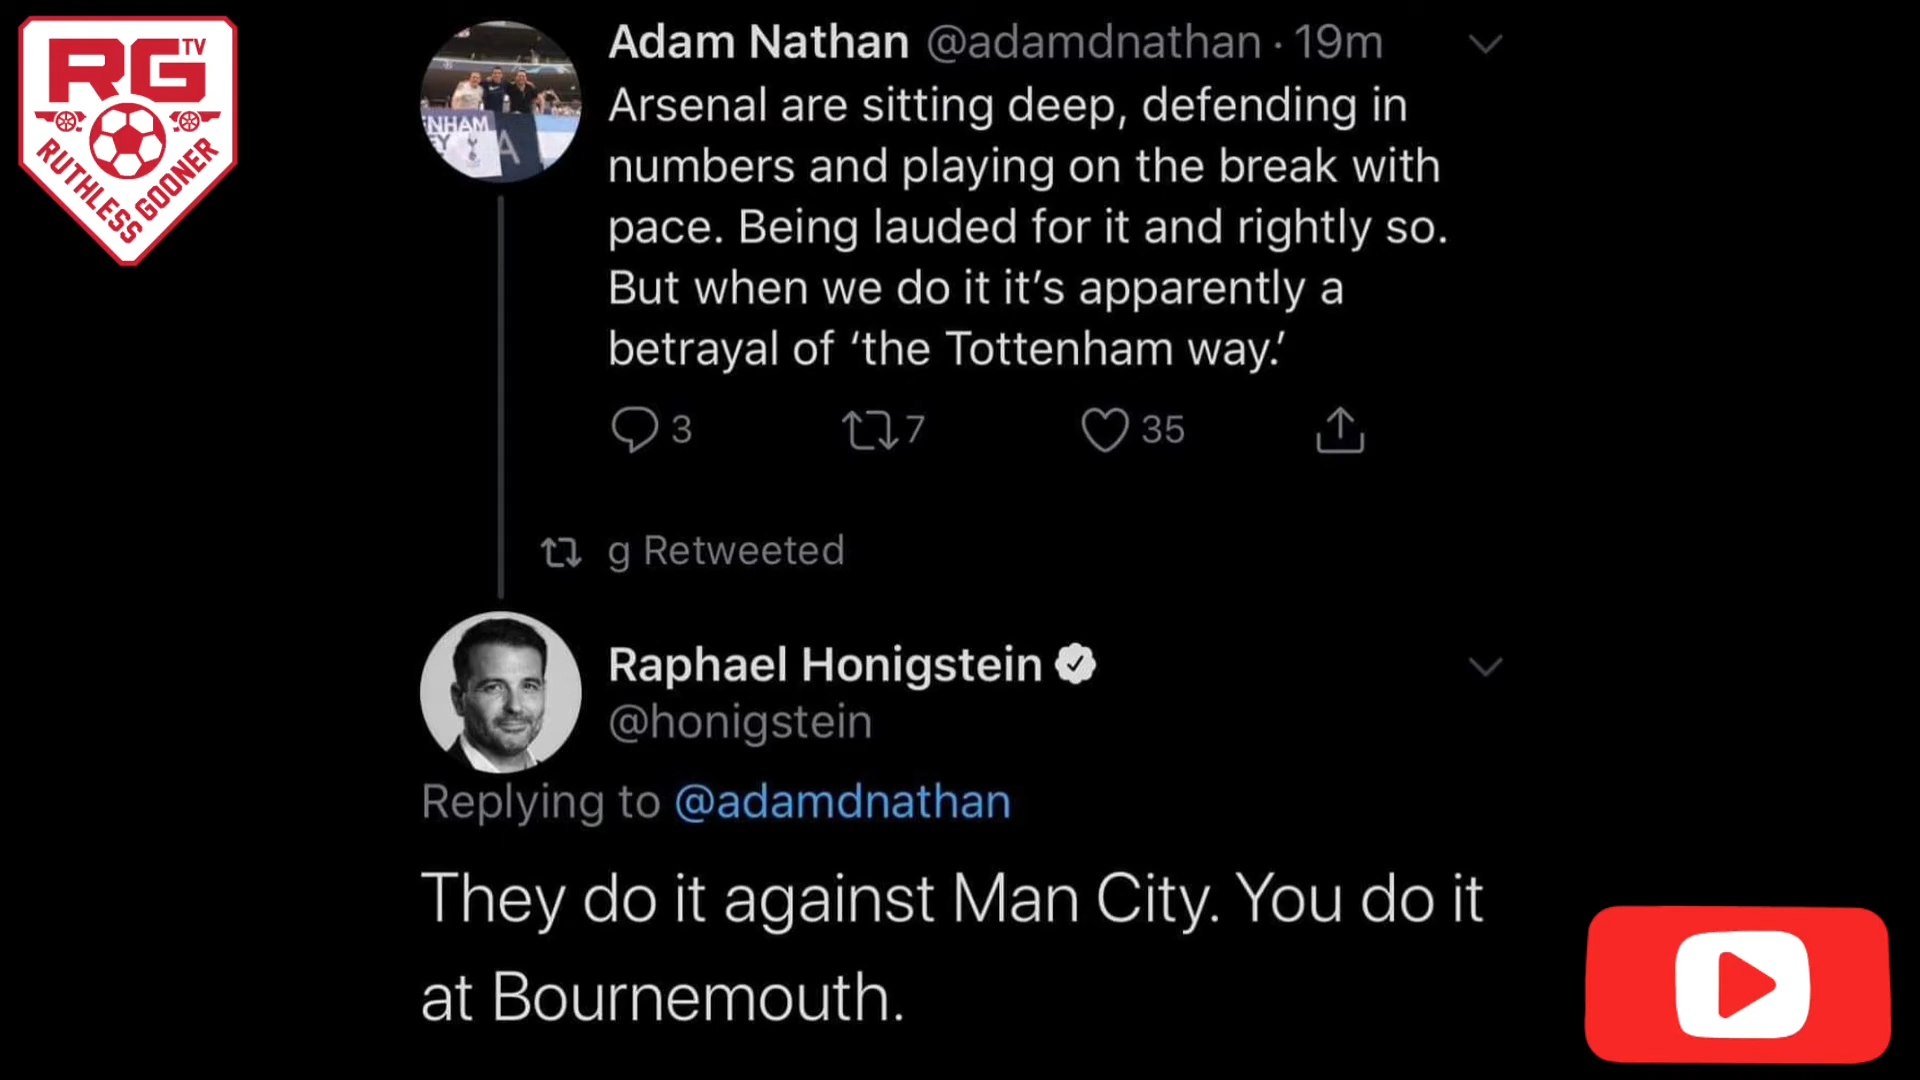 RG TV
RUTHLESS GOONER
Adam Nathan @adamdnathan · 19m
Arsenal are sitting deep, defending in
numbers and playing on the break with
pace. Being lauded for it and rightly so.
But when we do it it’s apparently a
betrayal of ‘the Tottenham way.’
3 7 35
g Retweeted
Raphael Honigstein
@honigstein
Replying to @adamdnathan
They do it against Man City. You do it
at Bournemouth.